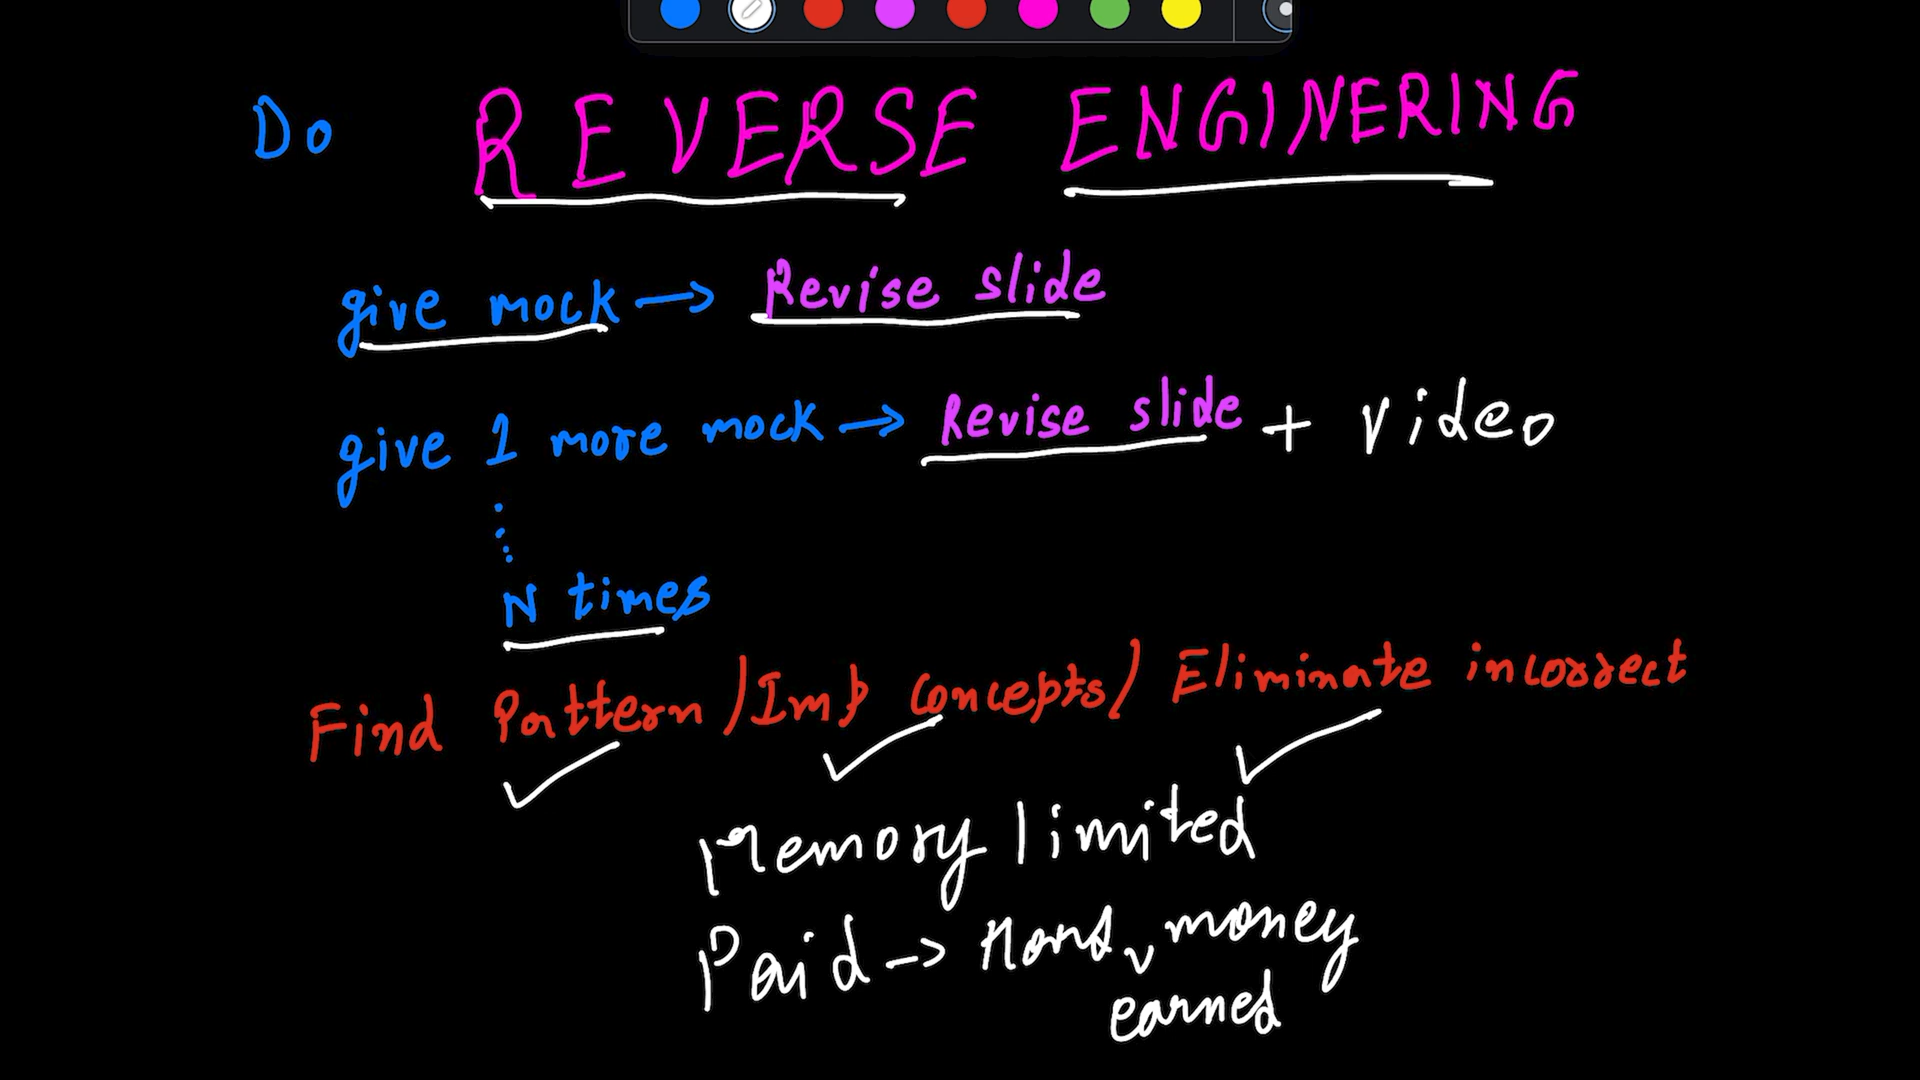 Do REVERSE ENGINERING
give mock → Revise slide
give 1 more mock → Revise slide + Video
N times
Find Pattern / Imp Concepts / Eliminate incorrect
Memory limited
Paid -> Hard money
earned